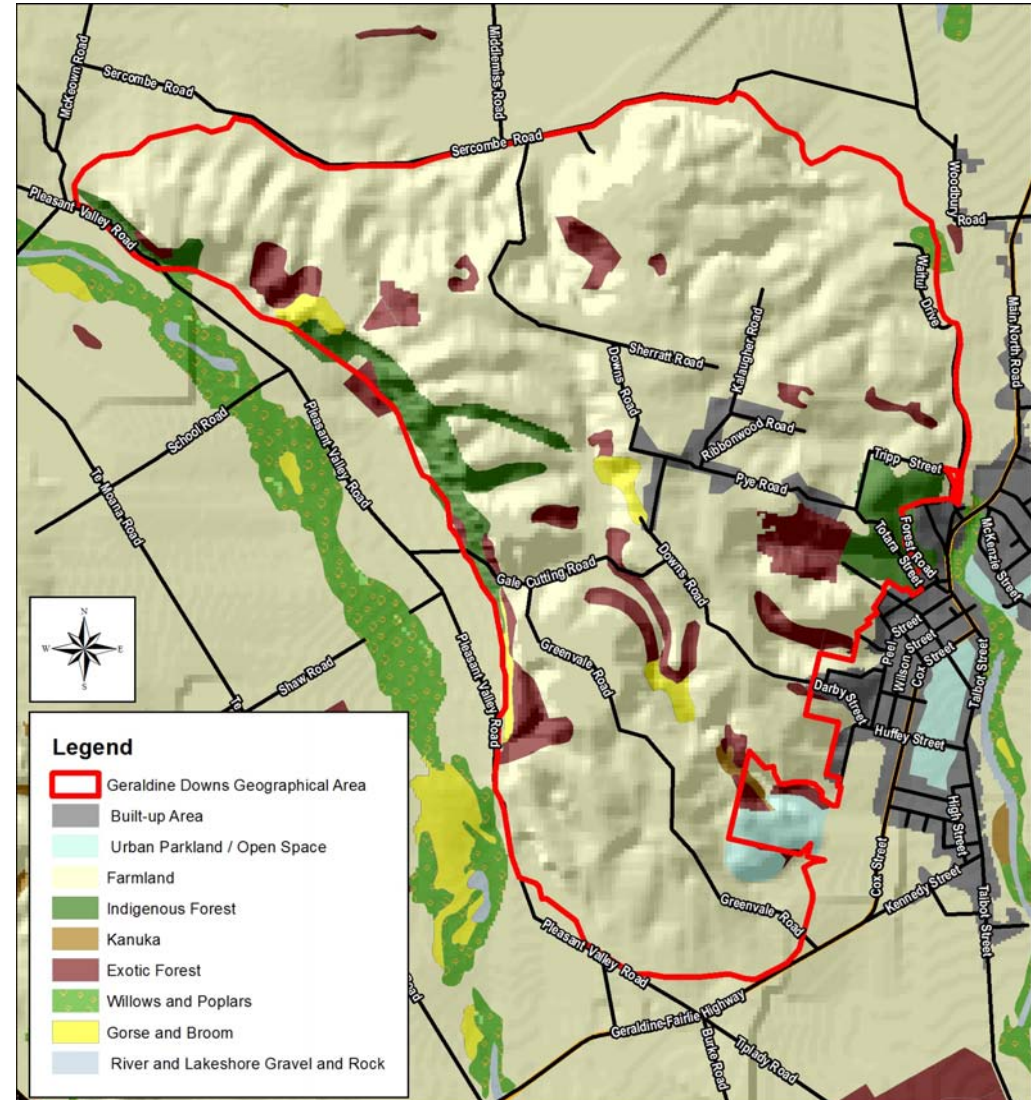 McKeown Road
Sercombe Road
Middlemiss Road
Sercombe Road
Woodbury
Road
Pleasant Valley Road
Waitui Drive
Main North Road
Kalaugher Road
Sherratt Road
Downs Road
School Road
Pleasant Valley Road
Ribbonwood Road
Tripp Street
Pye Road
Te Moana Road
Forest Road
Totara Street
McKenzie Street
Gale Cutting Road
Downs Road
N
W
E
S
Shaw Road
Te
Pleasant Valley Road
Greenvale Road
Peel
Street
Wilson Street
Cox Street
Talbot Street
Darby Street
Huffey Street
High Street
Cox Street
Kennedy Street
Talbot Street
Greenvale Road
Pleasant Valley Road
Geraldine-Fairlie Highway
Burke Road
Tiplady Road
Road
Legend
Geraldine Downs Geographical Area
Built-up Area
Urban Parkland / Open Space
Farmland
Indigenous Forest
Kanuka
Exotic Forest
Willows and Poplars
Gorse and Broom
River and Lakeshore Gravel and Rock